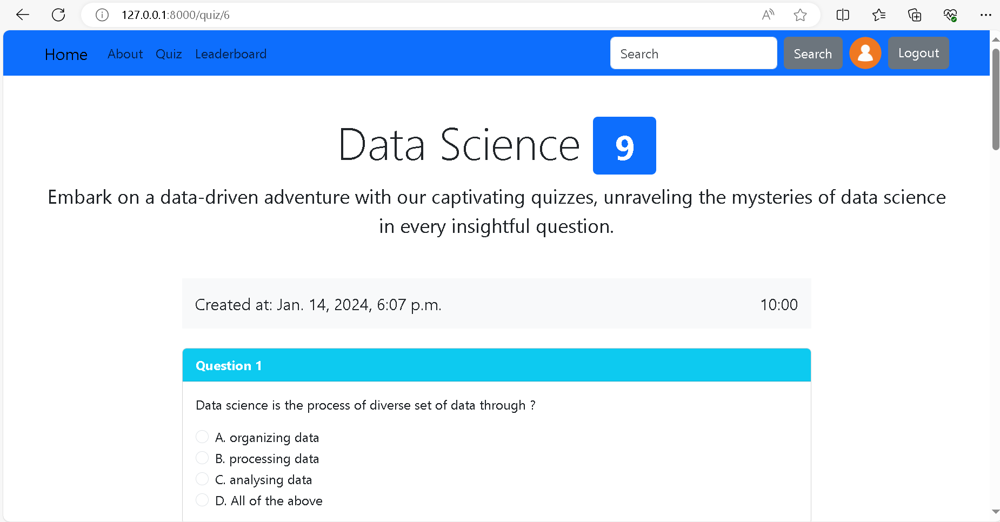 127.0.0.1:8000/quiz/6
Home About Quiz Leaderboard Search Search Logout
Data Science 9
Embark on a data-driven adventure with our captivating quizzes, unraveling the mysteries of data science
in every insightful question.
Created at: Jan. 14, 2024, 6:07 p.m. 10:00
Question 1
Data science is the process of diverse set of data through ?
A. organizing data
B. processing data
C. analysing data
D. All of the above